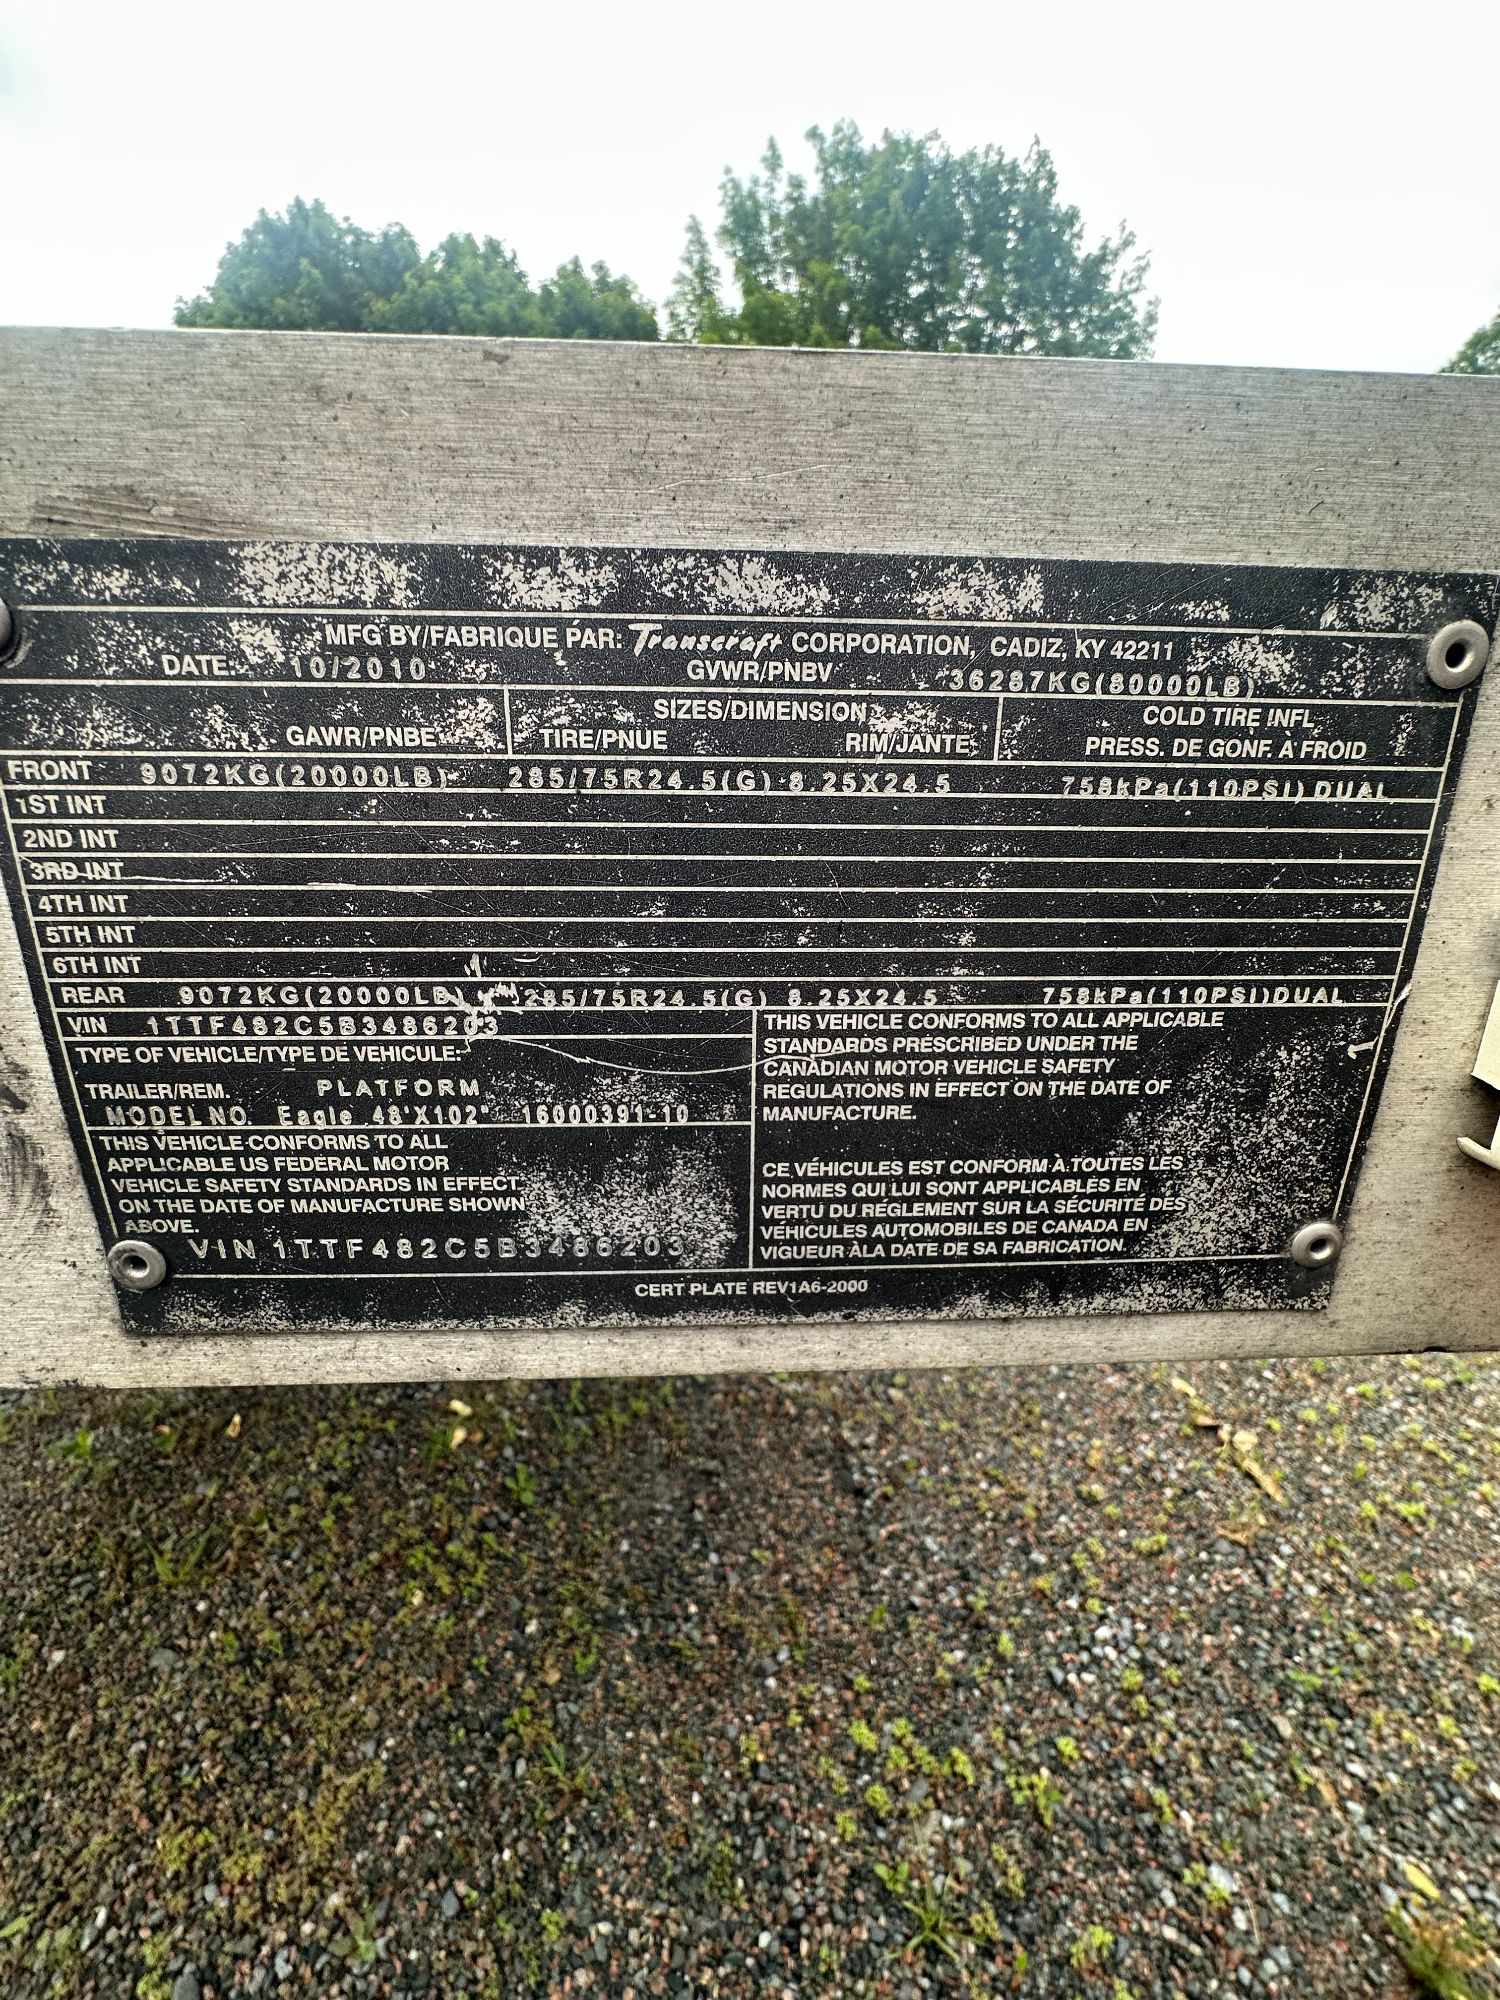 MFG BY/FABRIQUE PAR: Transcraft CORPORATION, CADIZ, KY 42211
DATE: 10/2010 GVWR/PNBV 36287KG(80000LB)
SIZES/DIMENSION COLD TIRE INFL
GAWR/PNBE TIRE/PNUE RIM/JANTE PRESS. DE GONF. À FROID
FRONT 9072KG(20000LB) 285/75R24.5(G) 8.25X24.5 758kPa(110PSI) DUAL
1ST INT
2ND INT
3RD INT
4TH INT
5TH INT
6TH INT
REAR 9072KG(20000LB) 285/75R24.5(G) 8.25X24.5 758kPa(110PSI)DUAL
VIN 1TTF482C5B3486203
TYPE OF VEHICLE/TYPE DE VEHICULE:
TRAILER/REM. PLATFORM
MODEL NO. Eagle 48'X102" 16000391-10
THIS VEHICLE CONFORMS TO ALL
APPLICABLE US FEDERAL MOTOR
VEHICLE SAFETY STANDARDS IN EFFECT
ON THE DATE OF MANUFACTURE SHOWN
ABOVE.
VIN 1TTF482C5B3486203
THIS VEHICLE CONFORMS TO ALL APPLICABLE
STANDARDS PRESCRIBED UNDER THE
CANADIAN MOTOR VEHICLE SAFETY
REGULATIONS IN EFFECT ON THE DATE OF
MANUFACTURE.
CE VÉHICULES EST CONFORM À TOUTES LES
NORMES QUI LUI SONT APPLICABLES EN
VERTU DU RÉGLEMENT SUR LA SÉCURITÉ DES
VÉHICULES AUTOMOBILES DE CANADA EN
VIGUEUR ÀLA DATE DE SA FABRICATION.
CERT PLATE REV1A6-2000